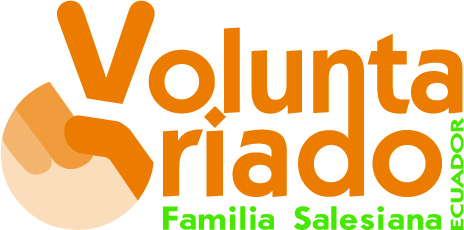 Volunta
riado
Familia Salesiana
ECUADOR